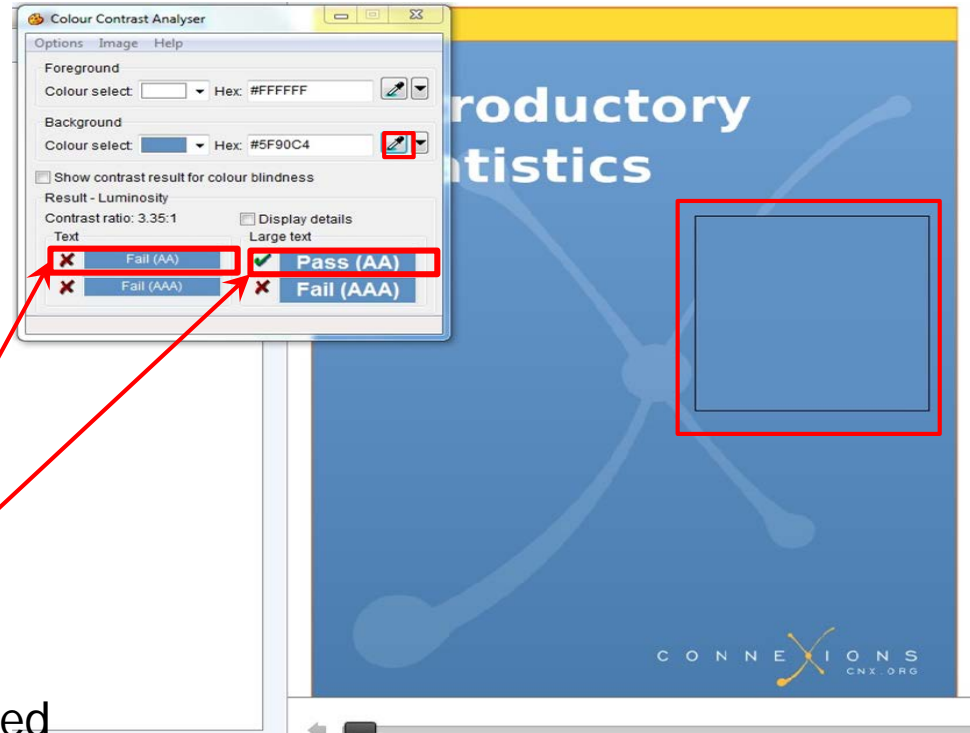 Colour Contrast Analyser
Options Image Help
Foreground
Colour select: Hex: #FFFFFF
Background
Colour select: Hex: #5F90C4
Show contrast result for colour blindness
Result - Luminosity
Contrast ratio: 3.35:1 Display details
Text Large text
Fail (AA) Pass (AA)
Fail (AAA) Fail (AAA)
roductory
tistics
CONNEXIONS
CNX.ORG
ed